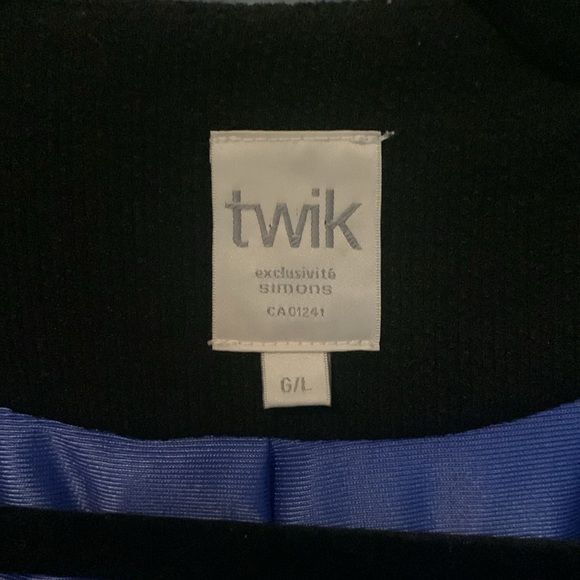 twik
exclusivité
simons
CA01241
G/L